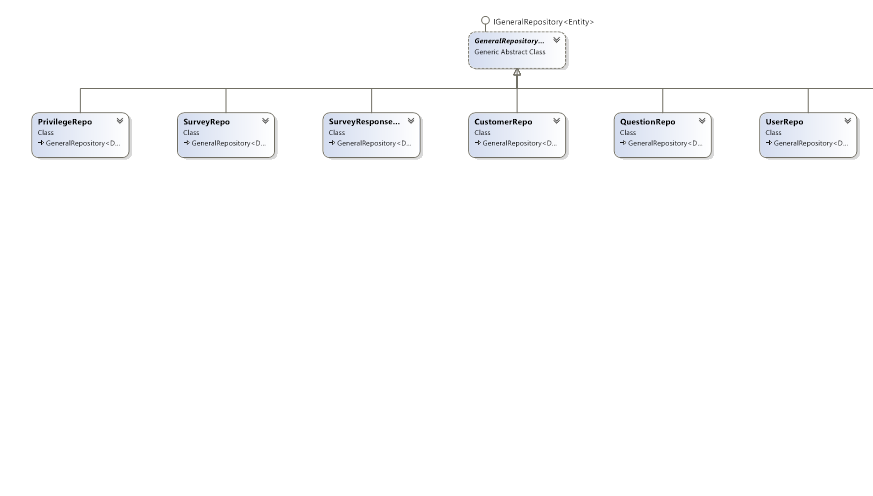 IGeneralRepository<Entity>
GeneralRepository...
Generic Abstract Class
PrivilegeRepo
Class
GeneralRepository<D...
SurveyRepo
Class
GeneralRepository<D...
SurveyResponse...
Class
GeneralRepository<D...
CustomerRepo
Class
GeneralRepository<D...
QuestionRepo
Class
GeneralRepository<D...
UserRepo
Class
GeneralRepository<D...